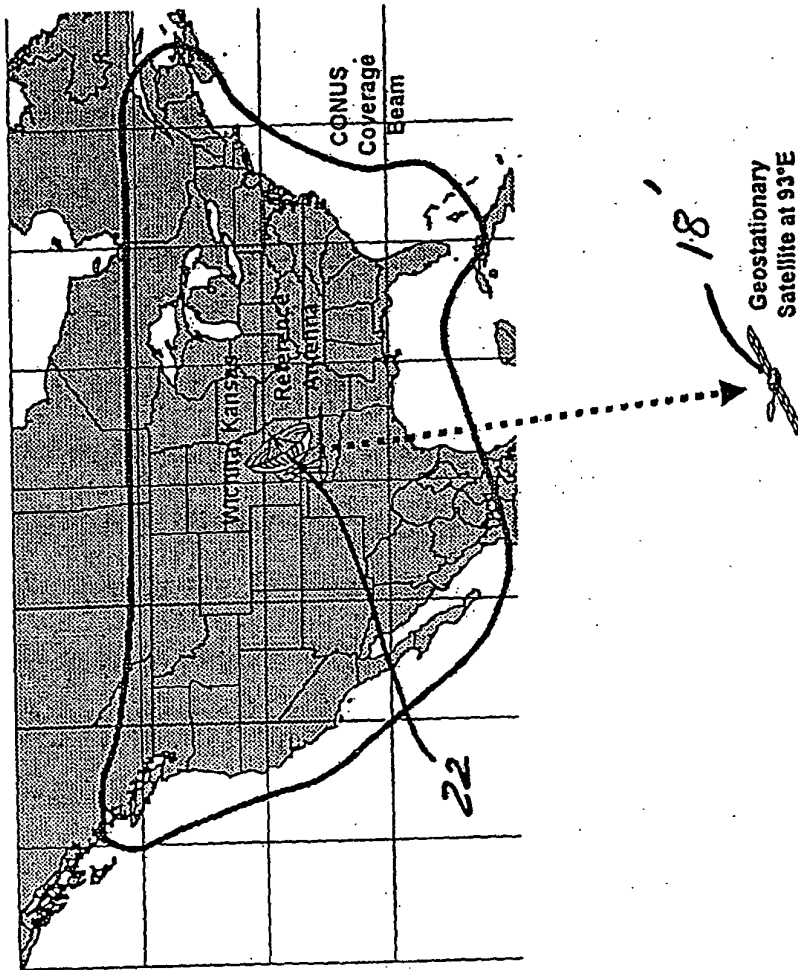 CONUS
Coverage
Beam
Wichita, Kansas
Reference
Antenna
22
18'
Geostationary
Satellite at 93°E